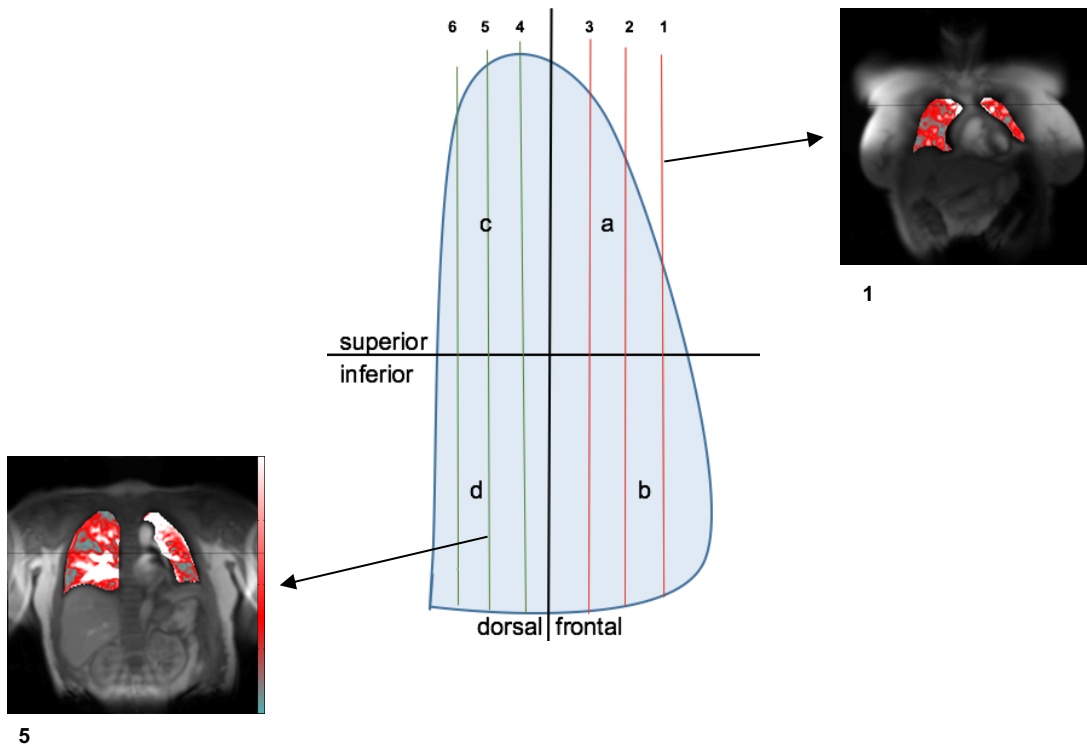 6 5 4 3 2 1
c a
1
superior
inferior
d b
dorsal frontal
5